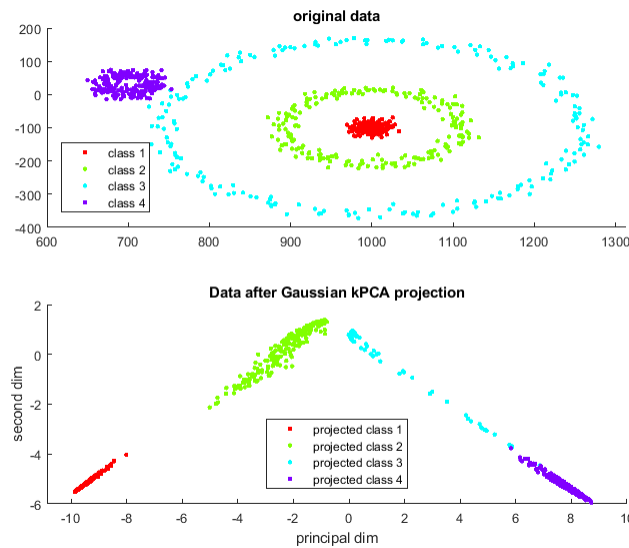 original data
200
100
0
-100
-200
-300
-400
class 1
class 2
class 3
class 4
600 700 800 900 1000 1100 1200 1300
Data after Gaussian kPCA projection
2
0
-2
-4
-6
second dim
projected class 1
projected class 2
projected class 3
projected class 4
-10 -8 -6 -4 -2 0 2 4 6 8 10
principal dim